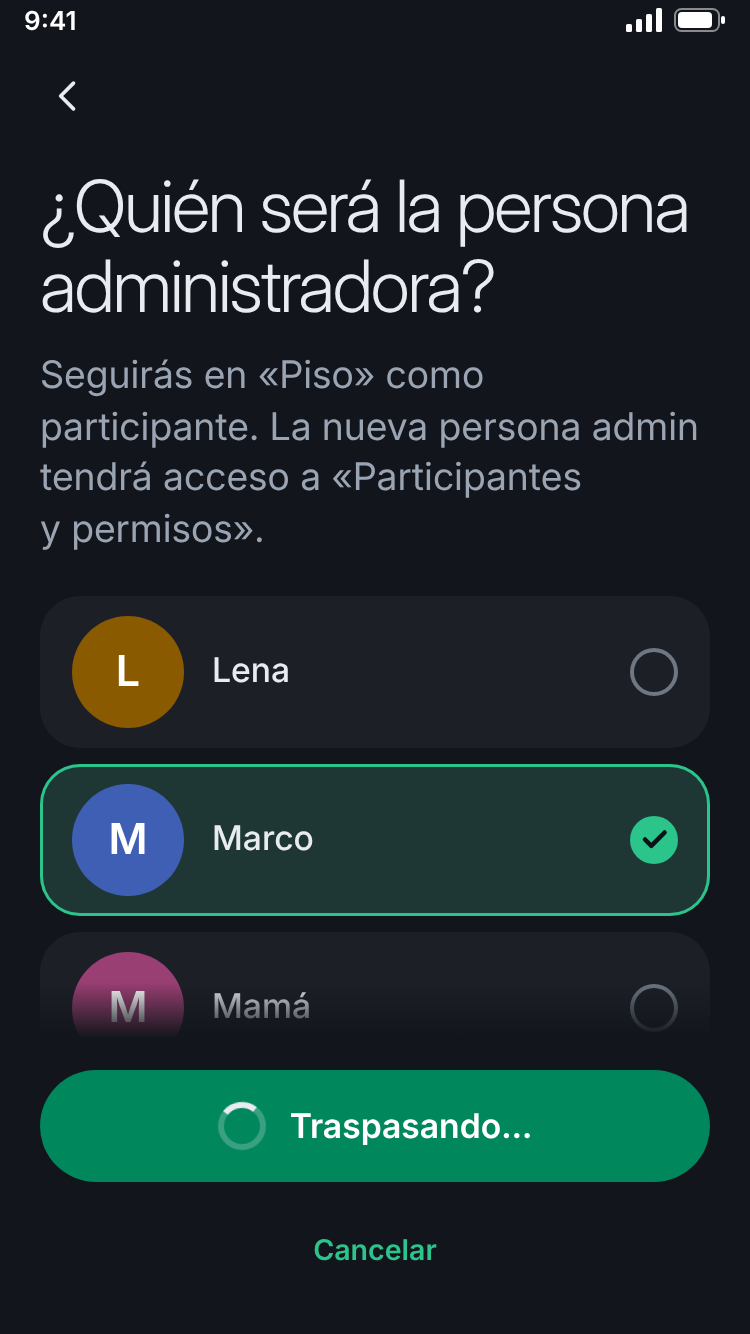 9:41
¿Quién será la persona
administradora?
Seguirás en «Piso» como
participante. La nueva persona admin
tendrá acceso a «Participantes
y permisos».
L Lena
M Marco
M Mamá
Traspasando...
Cancelar